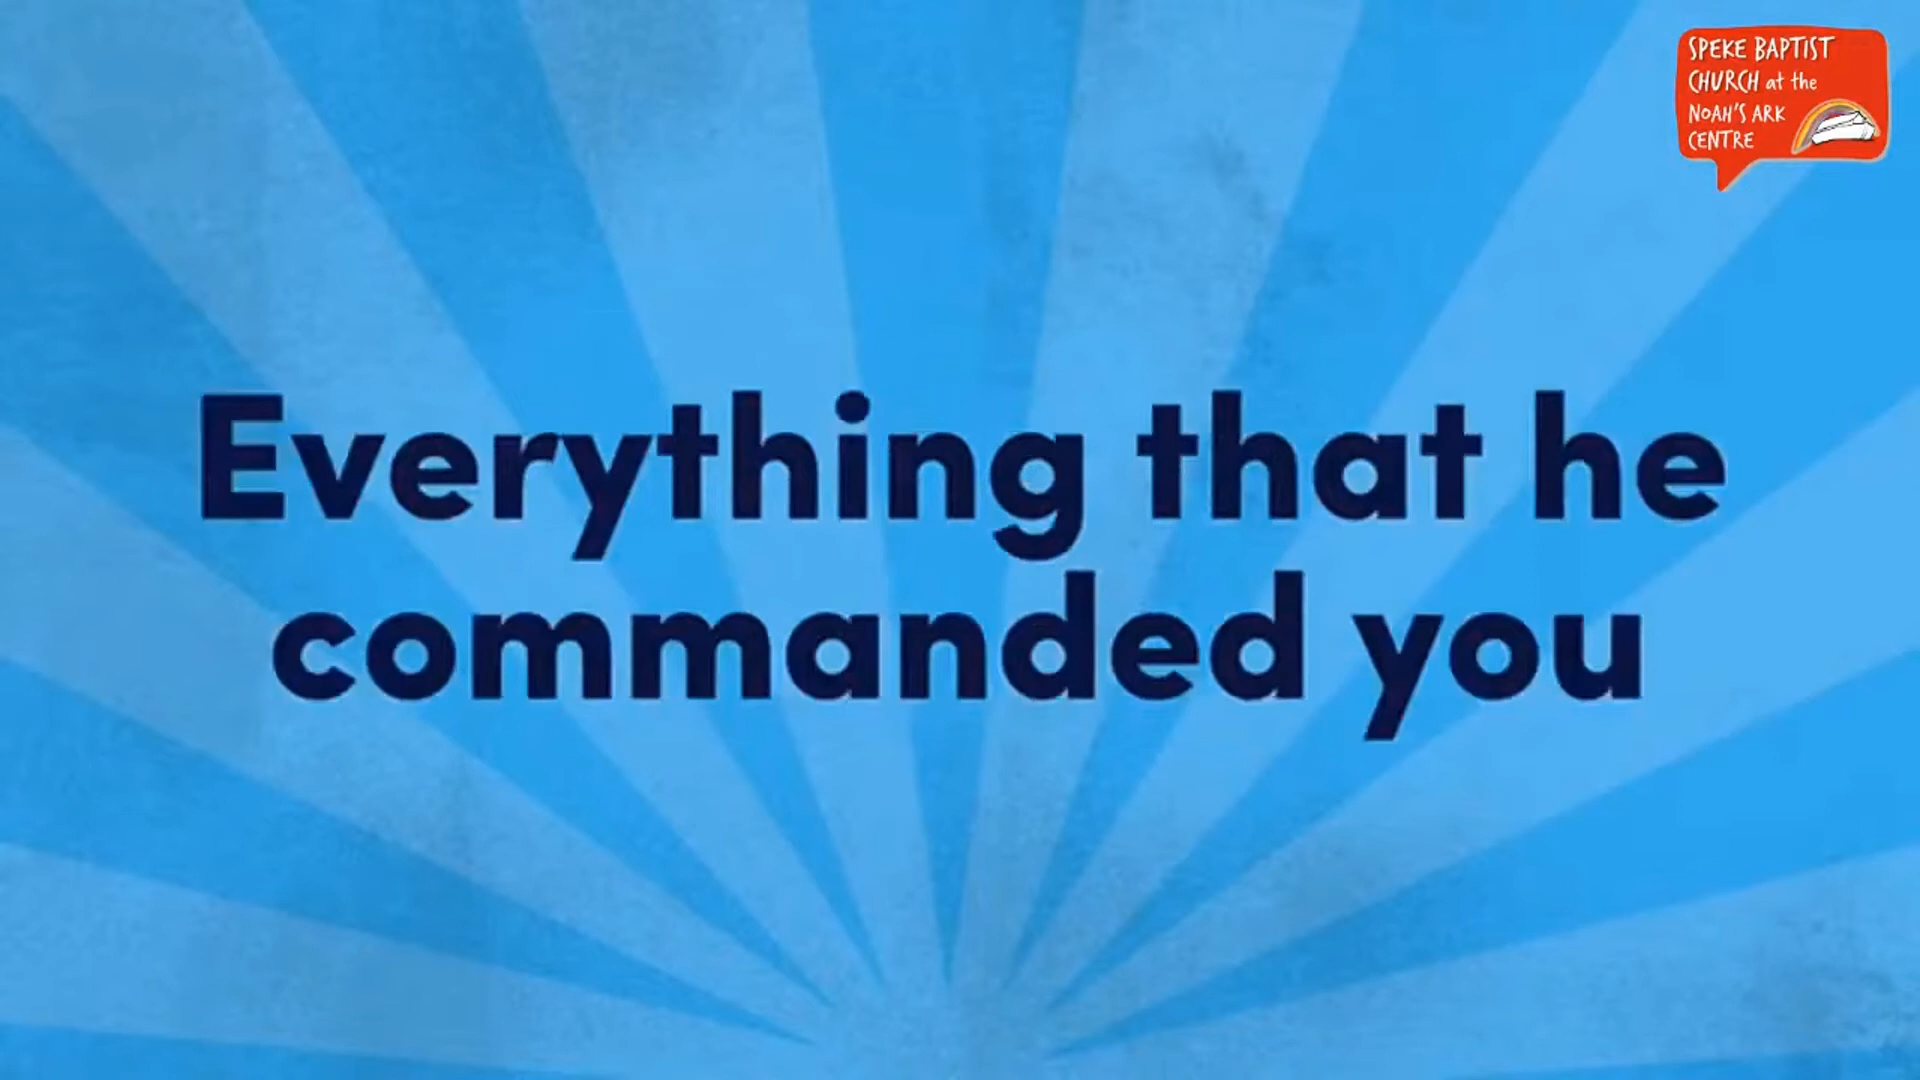 SPEKE BAPTIST
CHURCH at the
NOAH'S ARK
CENTRE
Everything that he
commanded you